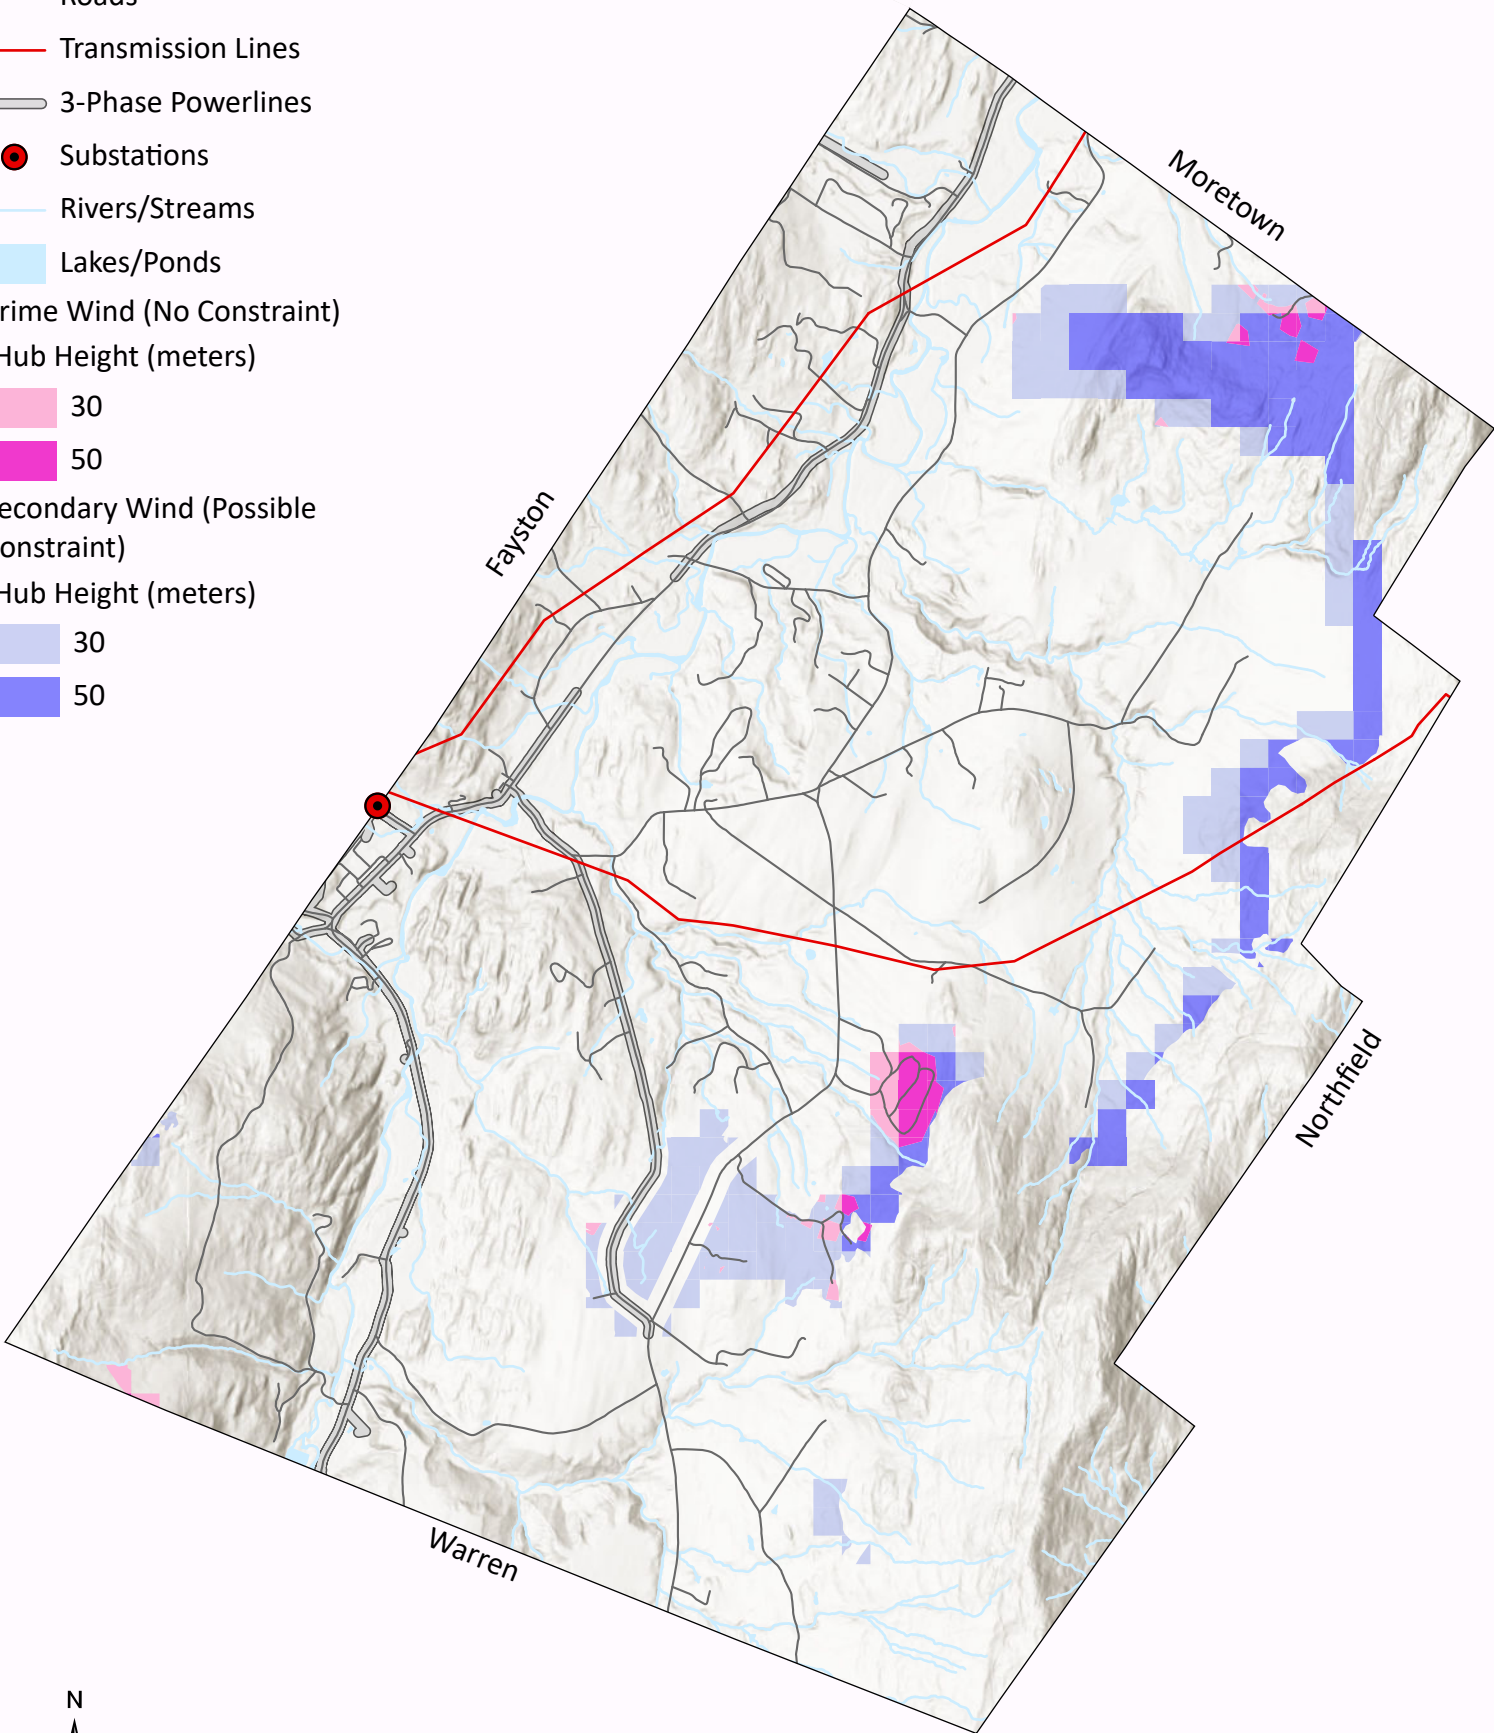 Roads
Transmission Lines
3-Phase Powerlines
Substations
Rivers/Streams
Lakes/Ponds
rime Wind (No Constraint)
Hub Height (meters)
30
50
econdary Wind (Possible
onstraint)
Hub Height (meters)
30
50
Moretown
Fayston
Northfield
Warren
N